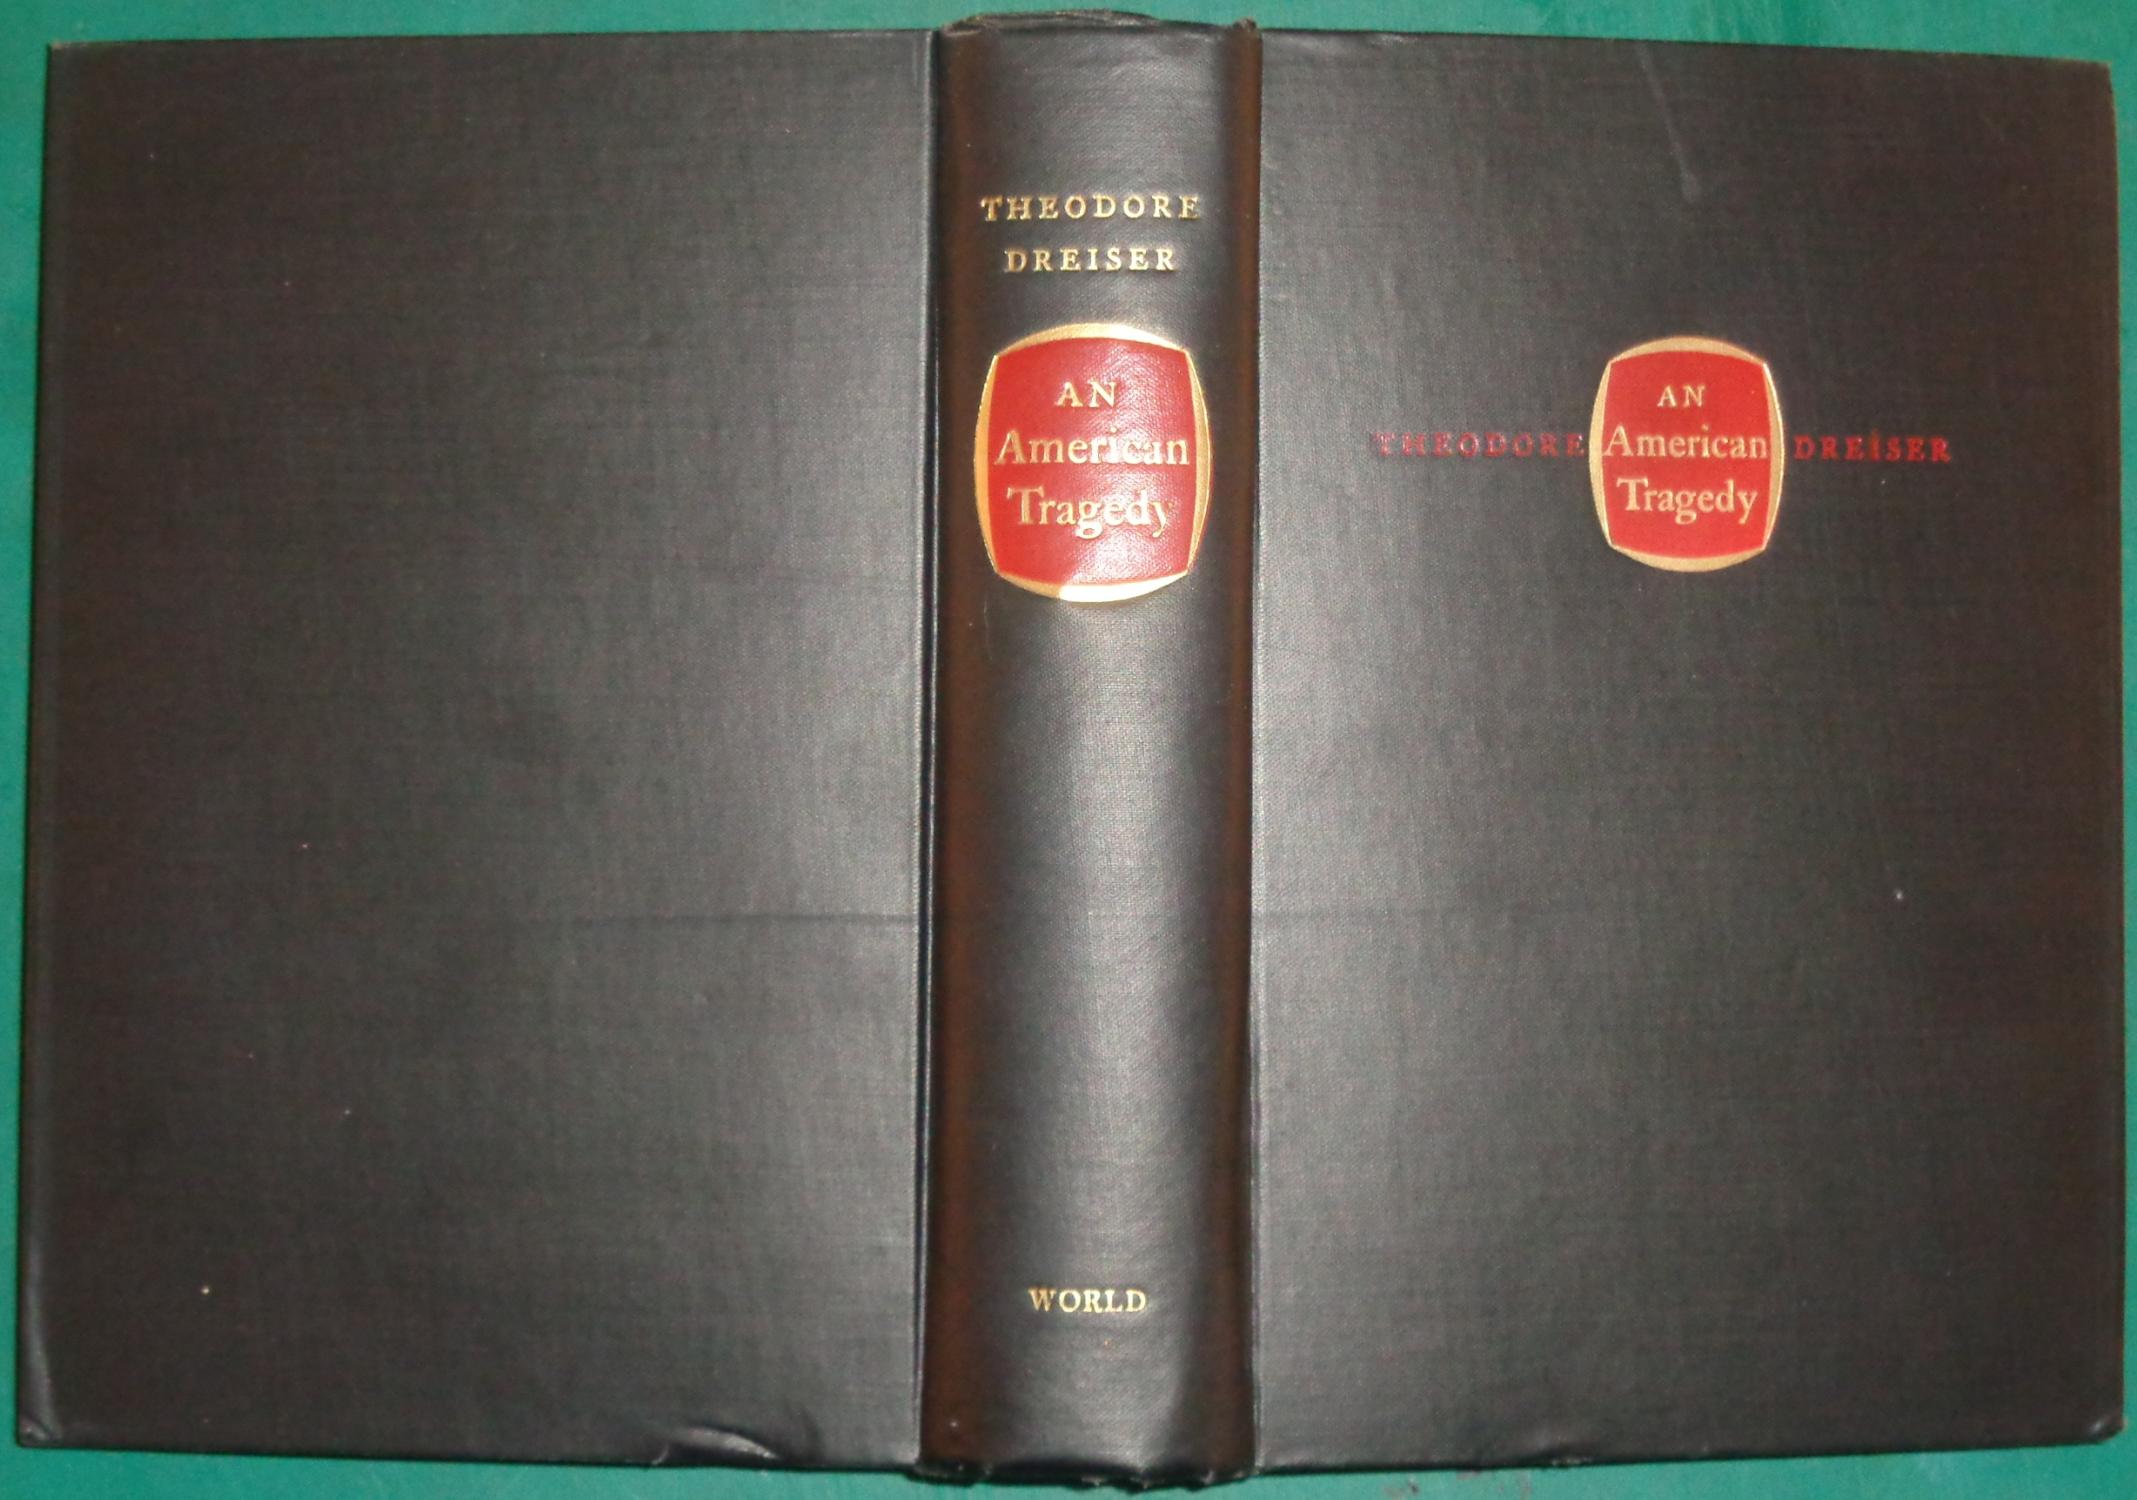 THEODORE
DREISER
AN
American
Tragedy
WORLD
AN
THEODORE American DREISER
Tragedy